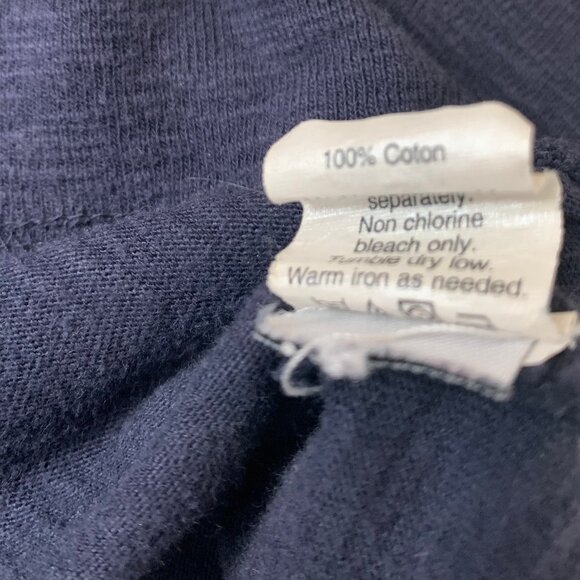 100% Coton
separately.
Non chlorine
bleach only.
Tumble dry low.
Warm iron as needed.